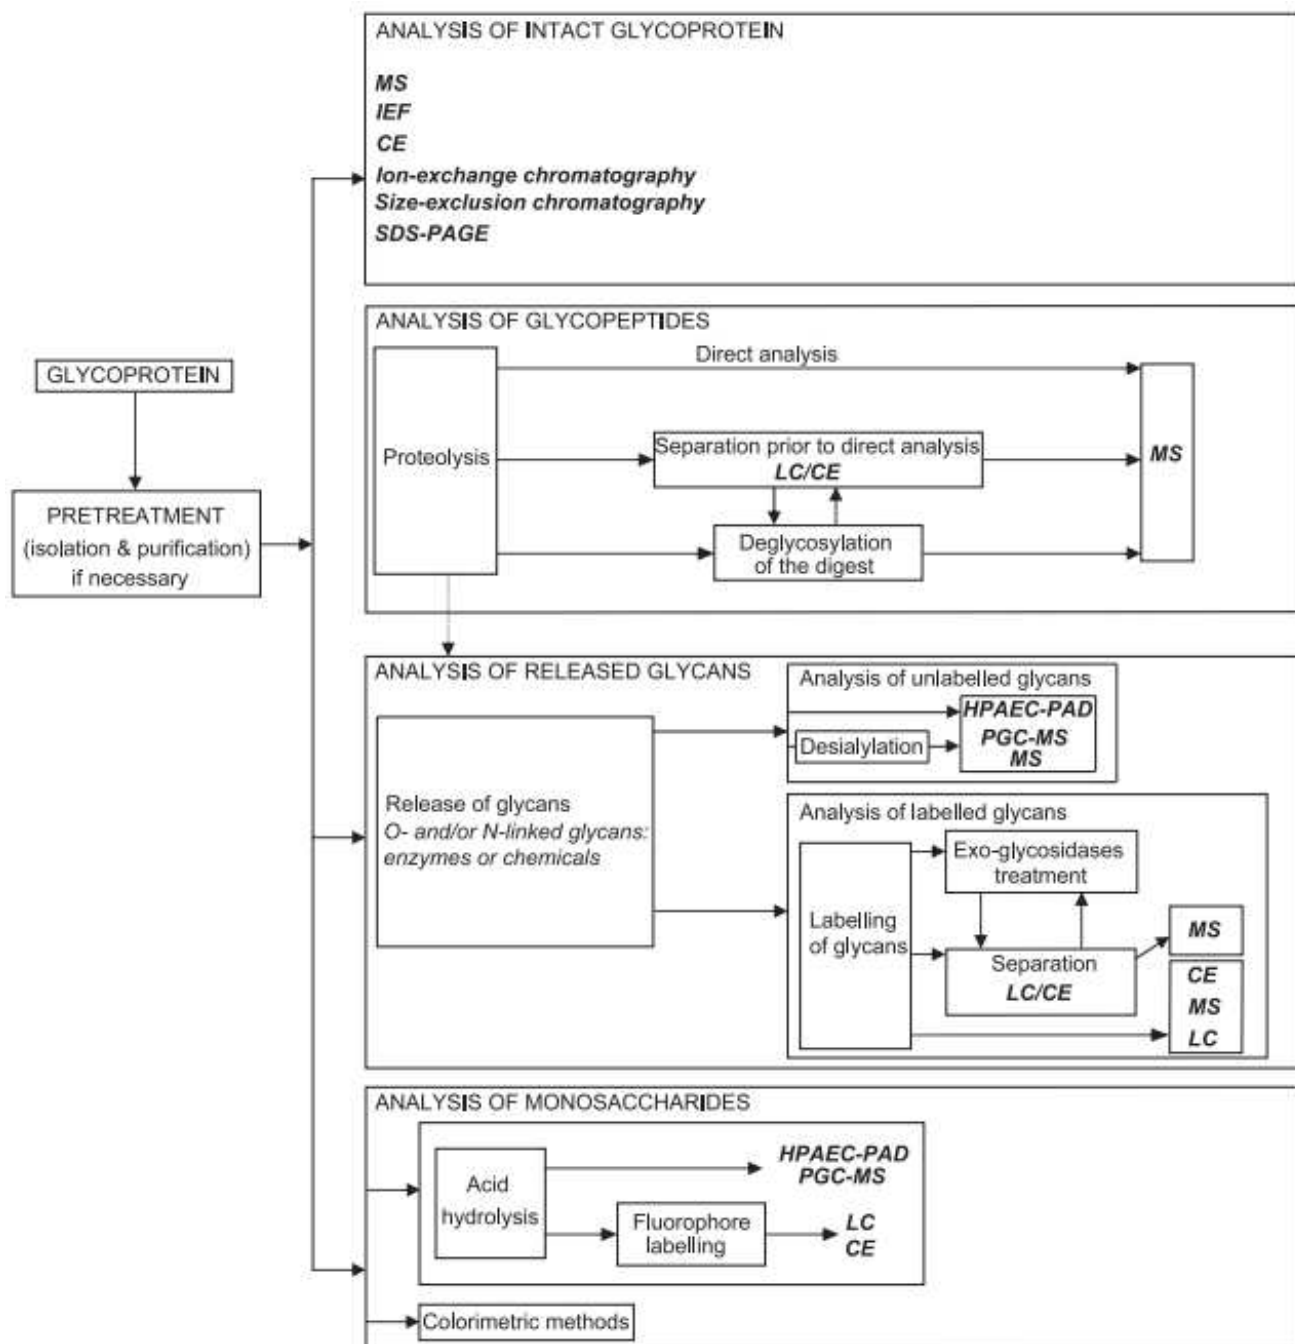 ANALYSIS OF INTACT GLYCOPROTEIN
MS
IEF
CE
Ion-exchange chromatography
Size-exclusion chromatography
SDS-PAGE
GLYCOPROTEIN
PRETREATMENT
(isolation & purification)
if necessary
ANALYSIS OF GLYCOPEPTIDES
Proteolysis
Direct analysis
Separation prior to direct analysis
LC/CE
Deglycosylation
of the digest
MS
ANALYSIS OF RELEASED GLYCANS
Release of glycans
O- and/or N-linked glycans:
enzymes or chemicals
Analysis of unlabelled glycans
Desialylation
HPAEC-PAD
PGC-MS
MS
Analysis of labelled glycans
Labelling
of glycans
Exo-glycosidases
treatment
Separation
LC/CE
MS
CE
MS
LC
ANALYSIS OF MONOSACCHARIDES
Acid
hydrolysis
HPAEC-PAD
PGC-MS
Fluorophore
labelling
LC
CE
Colorimetric methods